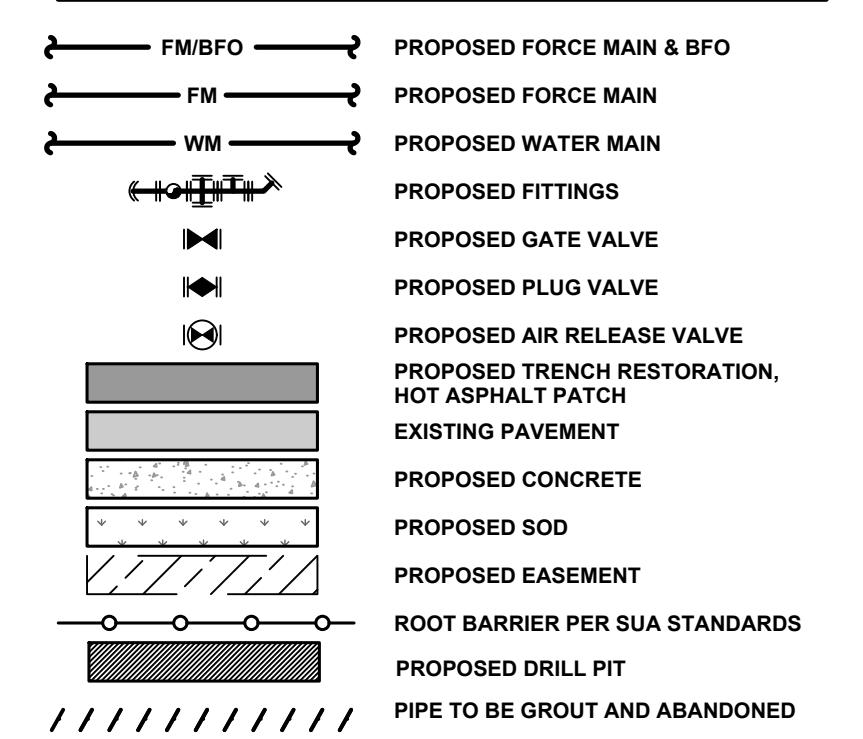 FM/BFO PROPOSED FORCE MAIN & BFO
FM PROPOSED FORCE MAIN
WM PROPOSED WATER MAIN
PROPOSED FITTINGS
PROPOSED GATE VALVE
PROPOSED PLUG VALVE
PROPOSED AIR RELEASE VALVE
PROPOSED TRENCH RESTORATION,
HOT ASPHALT PATCH
EXISTING PAVEMENT
PROPOSED CONCRETE
PROPOSED SOD
PROPOSED EASEMENT
ROOT BARRIER PER SUA STANDARDS
PROPOSED DRILL PIT
PIPE TO BE GROUT AND ABANDONED